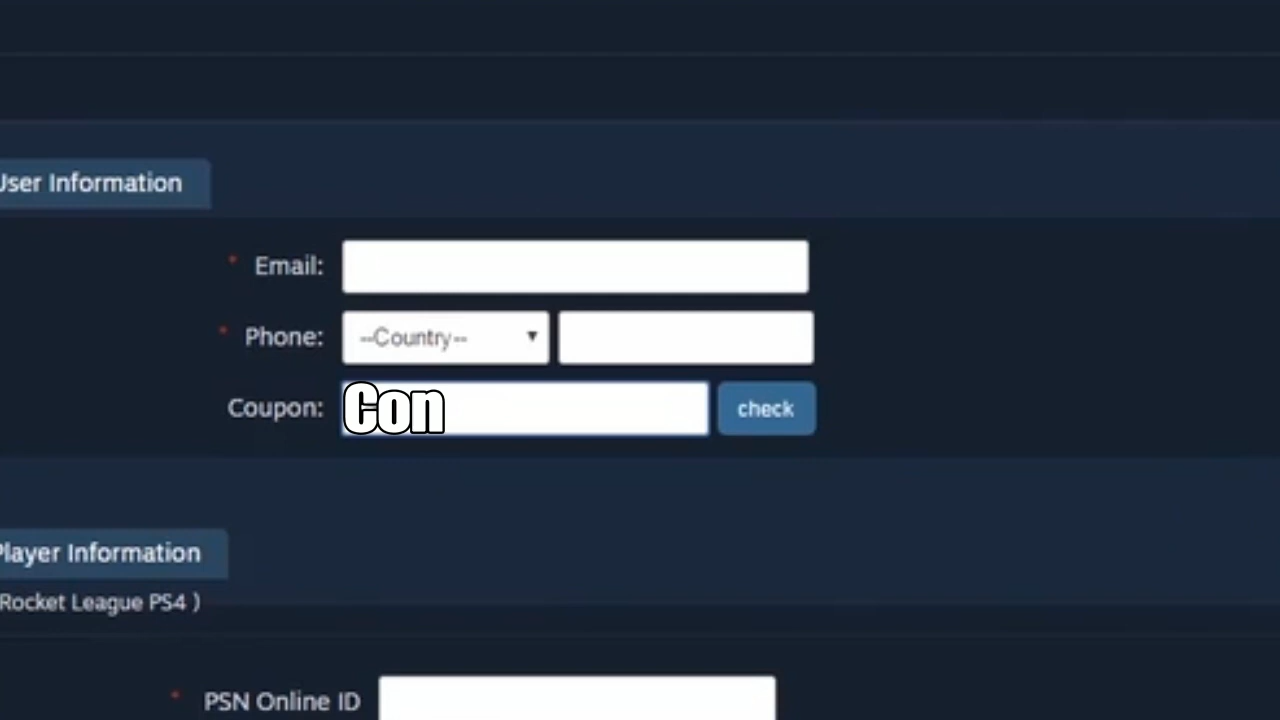 User Information
* Email:
* Phone: --Country--
Coupon: Con check
Player Information
Rocket League PS4 )
* PSN Online ID